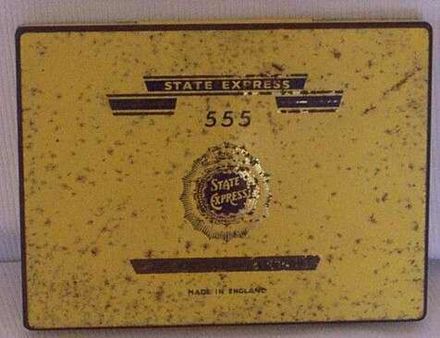 STATE EXPRESS
555
STATE
EXPRESS
MADE IN ENGLAND